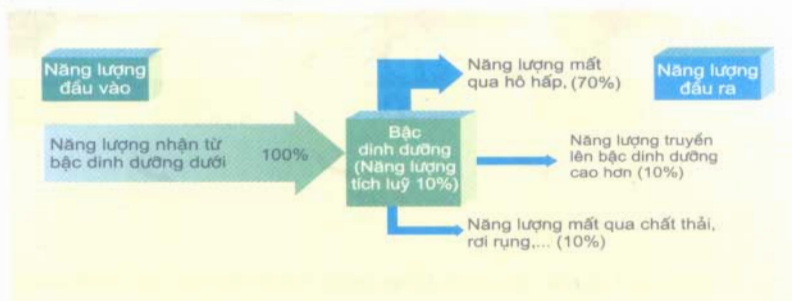 Năng lượng
đầu vào
Năng lượng mất
qua hô hấp, (70%)
Năng lượng
đầu ra
Năng lượng nhận từ
bậc dinh dưỡng dưới
100%
Bậc
dinh dưỡng
(Năng lượng
tích luỹ 10%)
Năng lượng truyền
lên bậc dinh dưỡng
cao hơn (10%)
Năng lượng mất qua chất thải,
rơi rụng,... (10%)